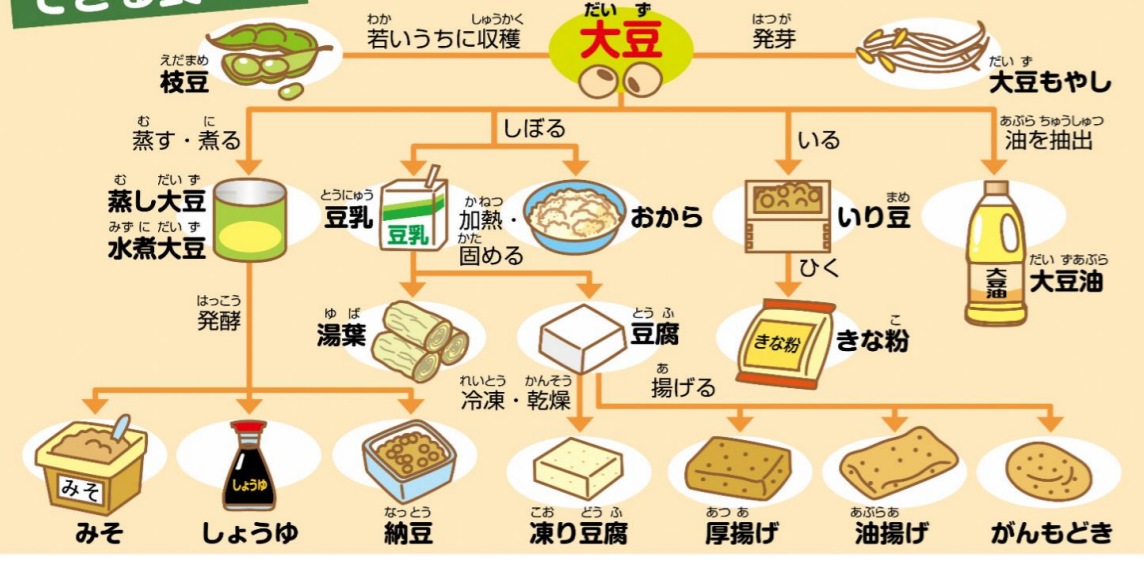 できる食
大豆
だいず
若いうちに収穫
わか しゅうかく
発芽
はつが
枝豆
えだまめ
大豆もやし
だいず
蒸す・煮る
む に
しぼる
いる
油を抽出
あぶら ちゅうしゅつ
蒸し大豆
む だいず
水煮大豆
みずに だいず
豆乳
とうにゅう
豆乳
加熱・
かねつ
固める
かた
おから
いり豆
まめ
大豆油
大豆油
だいずあぶら
発酵
はっこう
ひく
湯葉
ゆば
豆腐
とうふ
きな粉
きな粉
こ
冷凍・乾燥
れいとう かんそう
揚げる
あ
みそ
しょうゆ
みそ
しょうゆ
納豆
なっとう
凍り豆腐
こお どうふ
厚揚げ
あつ あ
油揚げ
あぶらあ
がんもどき